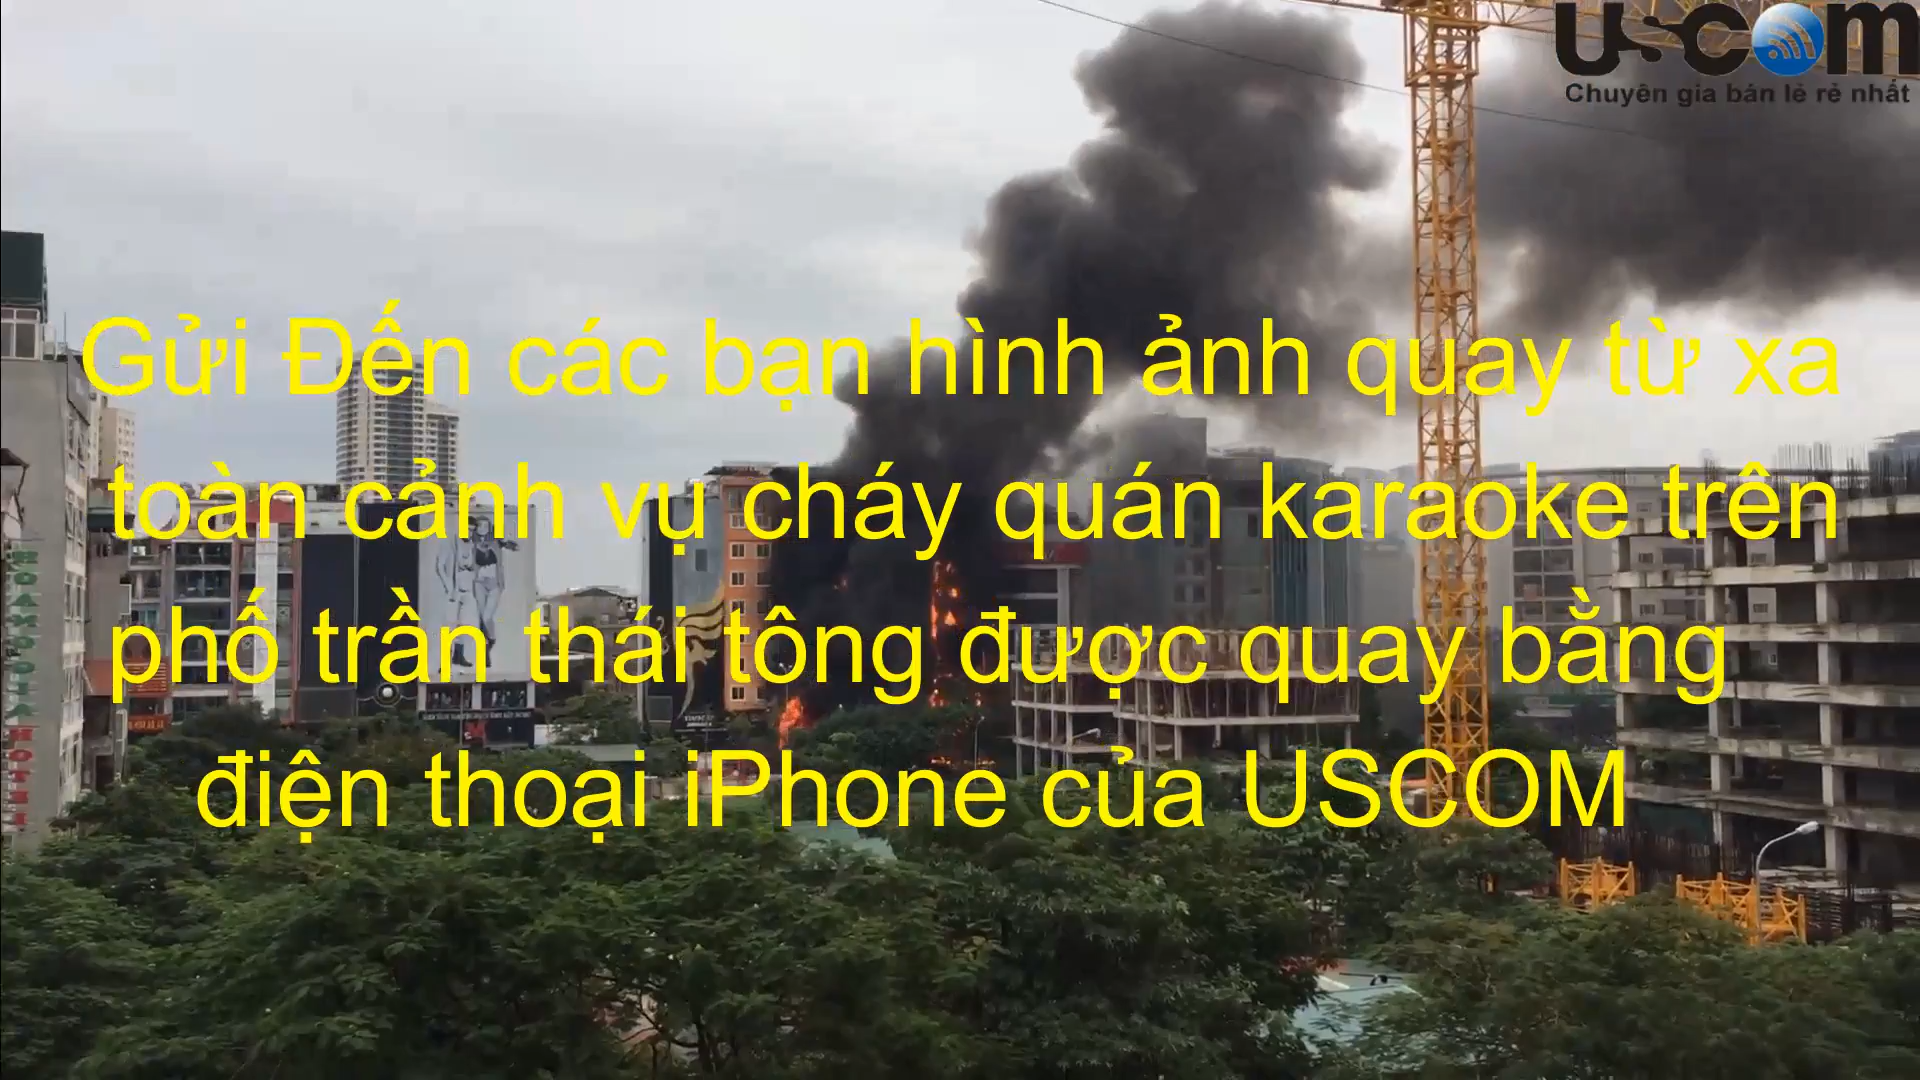 uscom
Chuyên gia bán lẻ rẻ nhất
Gửi Đến các bạn hình ảnh quay từ xa
toàn cảnh vụ cháy quán karaoke trên
phố trần thái tông được quay bằng
điện thoại iPhone của USCOM
HOTEL